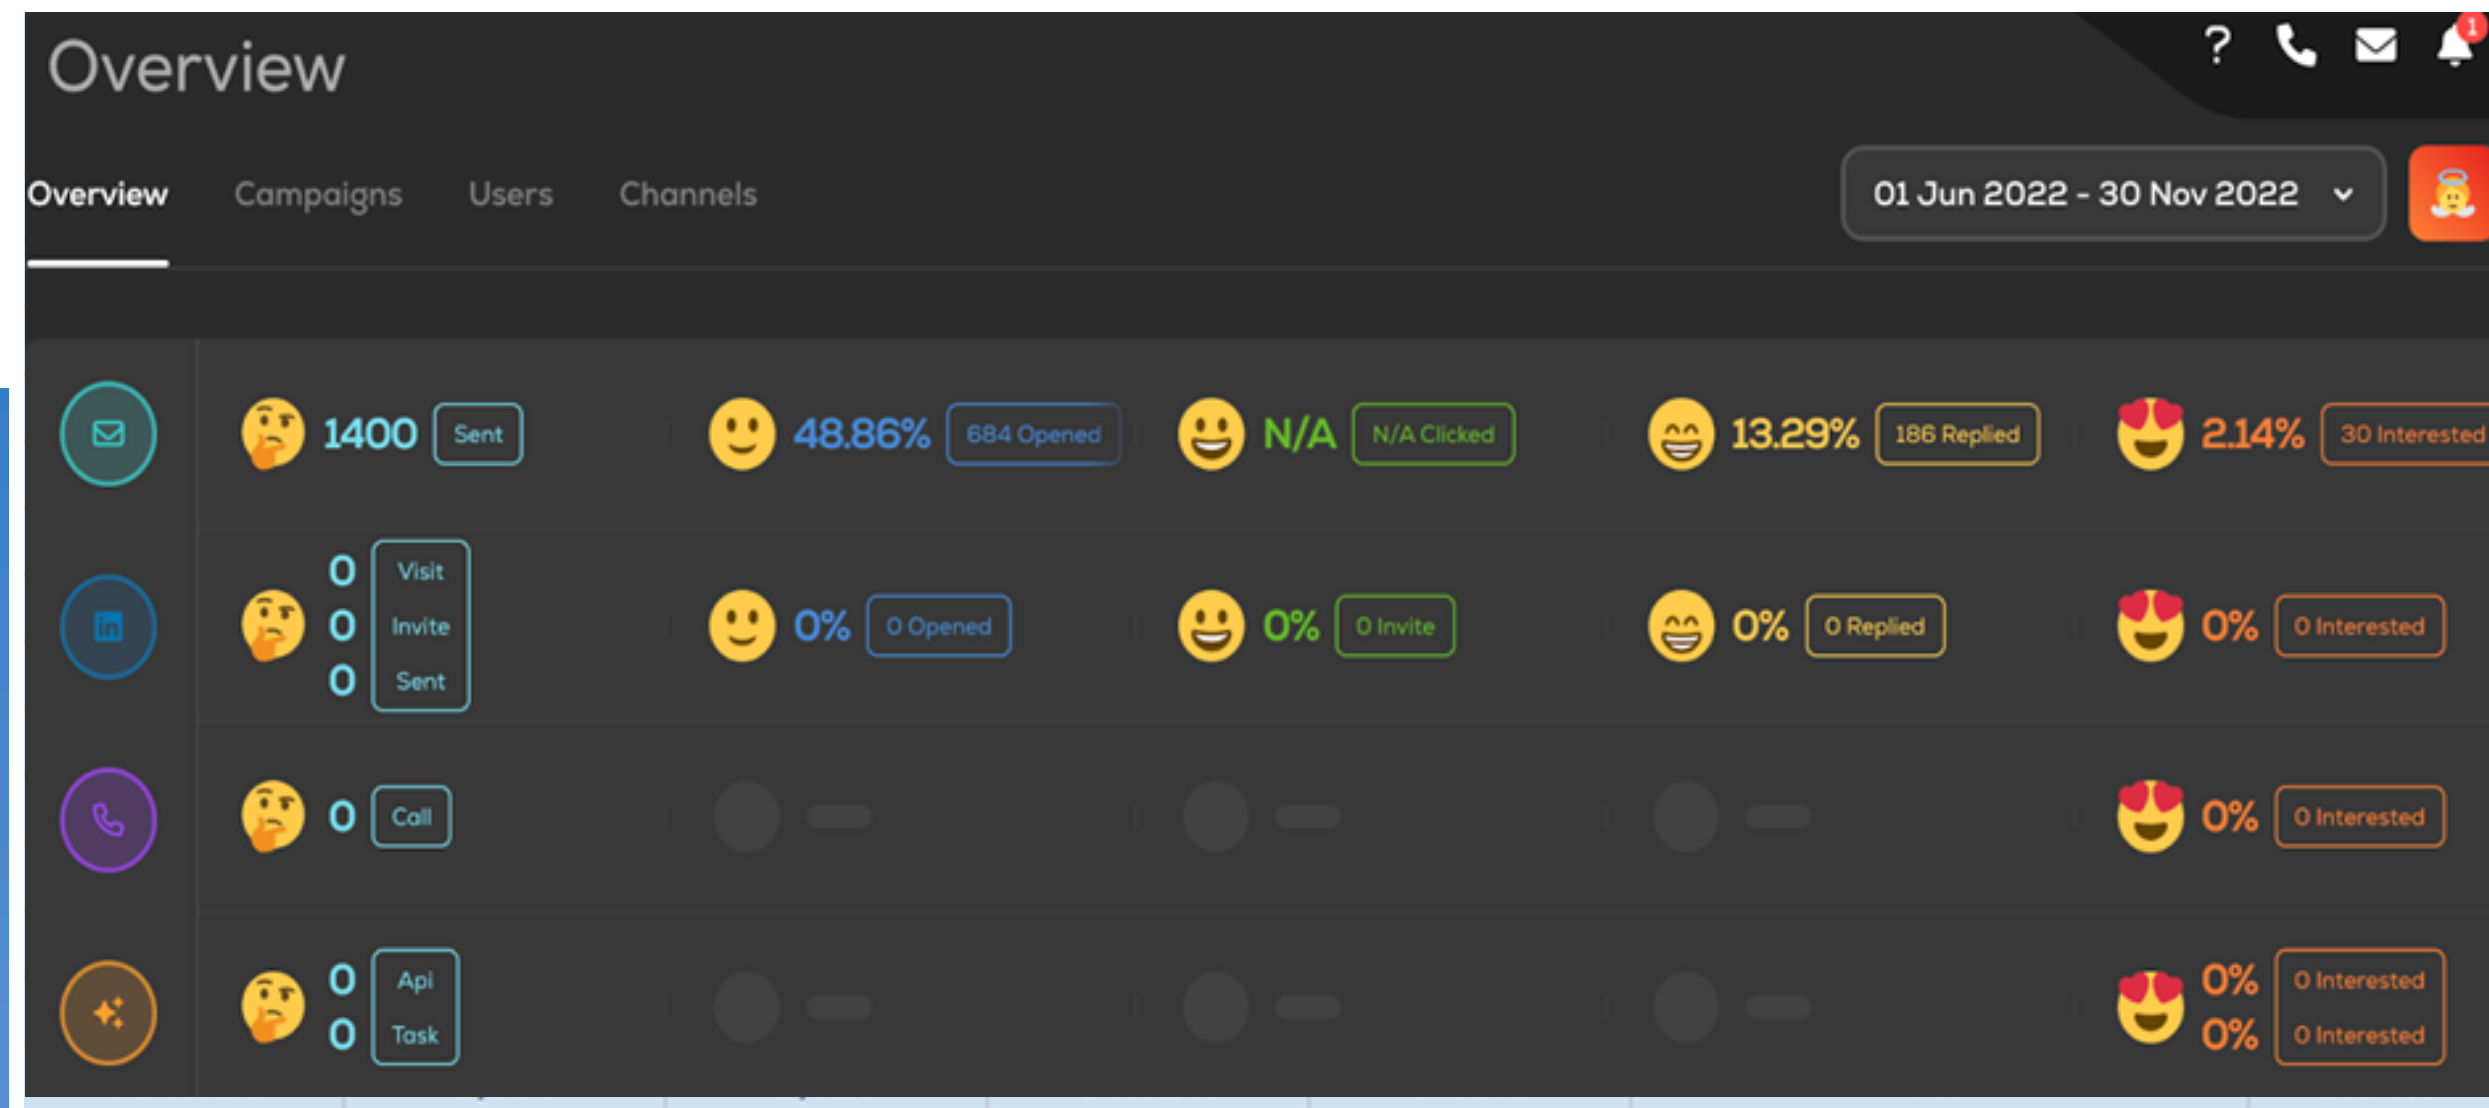 Overview
?
1
Overview Campaigns Users Channels
01 Jun 2022 - 30 Nov 2022
1400 Sent 48.86% 684 Opened N/A N/A Clicked 13.29% 186 Replied 2.14% 30 Interested
0 Visit
0 Invite 0% 0 Opened 0% 0 Invite 0% 0 Replied 0% 0 Interested
0 Sent
0 Call 0% 0 Interested
0 Api 0% 0 Interested
0 Task 0% 0 Interested